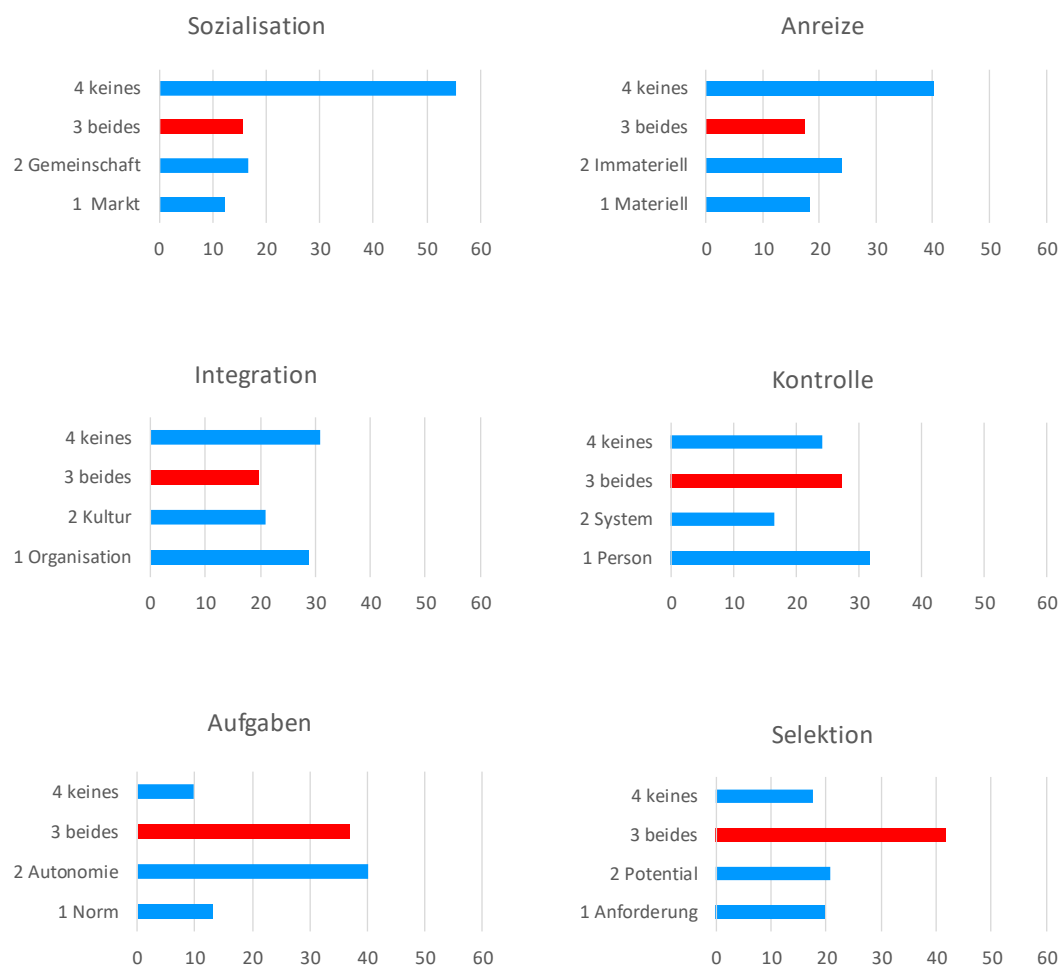 Sozialisation
4 keines
3 beides
2 Gemeinschaft
1 Markt
0 10 20 30 40 50 60
Anreize
4 keines
3 beides
2 Immateriell
1 Materiell
0 10 20 30 40 50 60
Integration
4 keines
3 beides
2 Kultur
1 Organisation
0 10 20 30 40 50 60
Kontrolle
4 keines
3 beides
2 System
1 Person
0 10 20 30 40 50 60
Aufgaben
4 keines
3 beides
2 Autonomie
1 Norm
0 10 20 30 40 50 60
Selektion
4 keines
3 beides
2 Potential
1 Anforderung
0 10 20 30 40 50 60